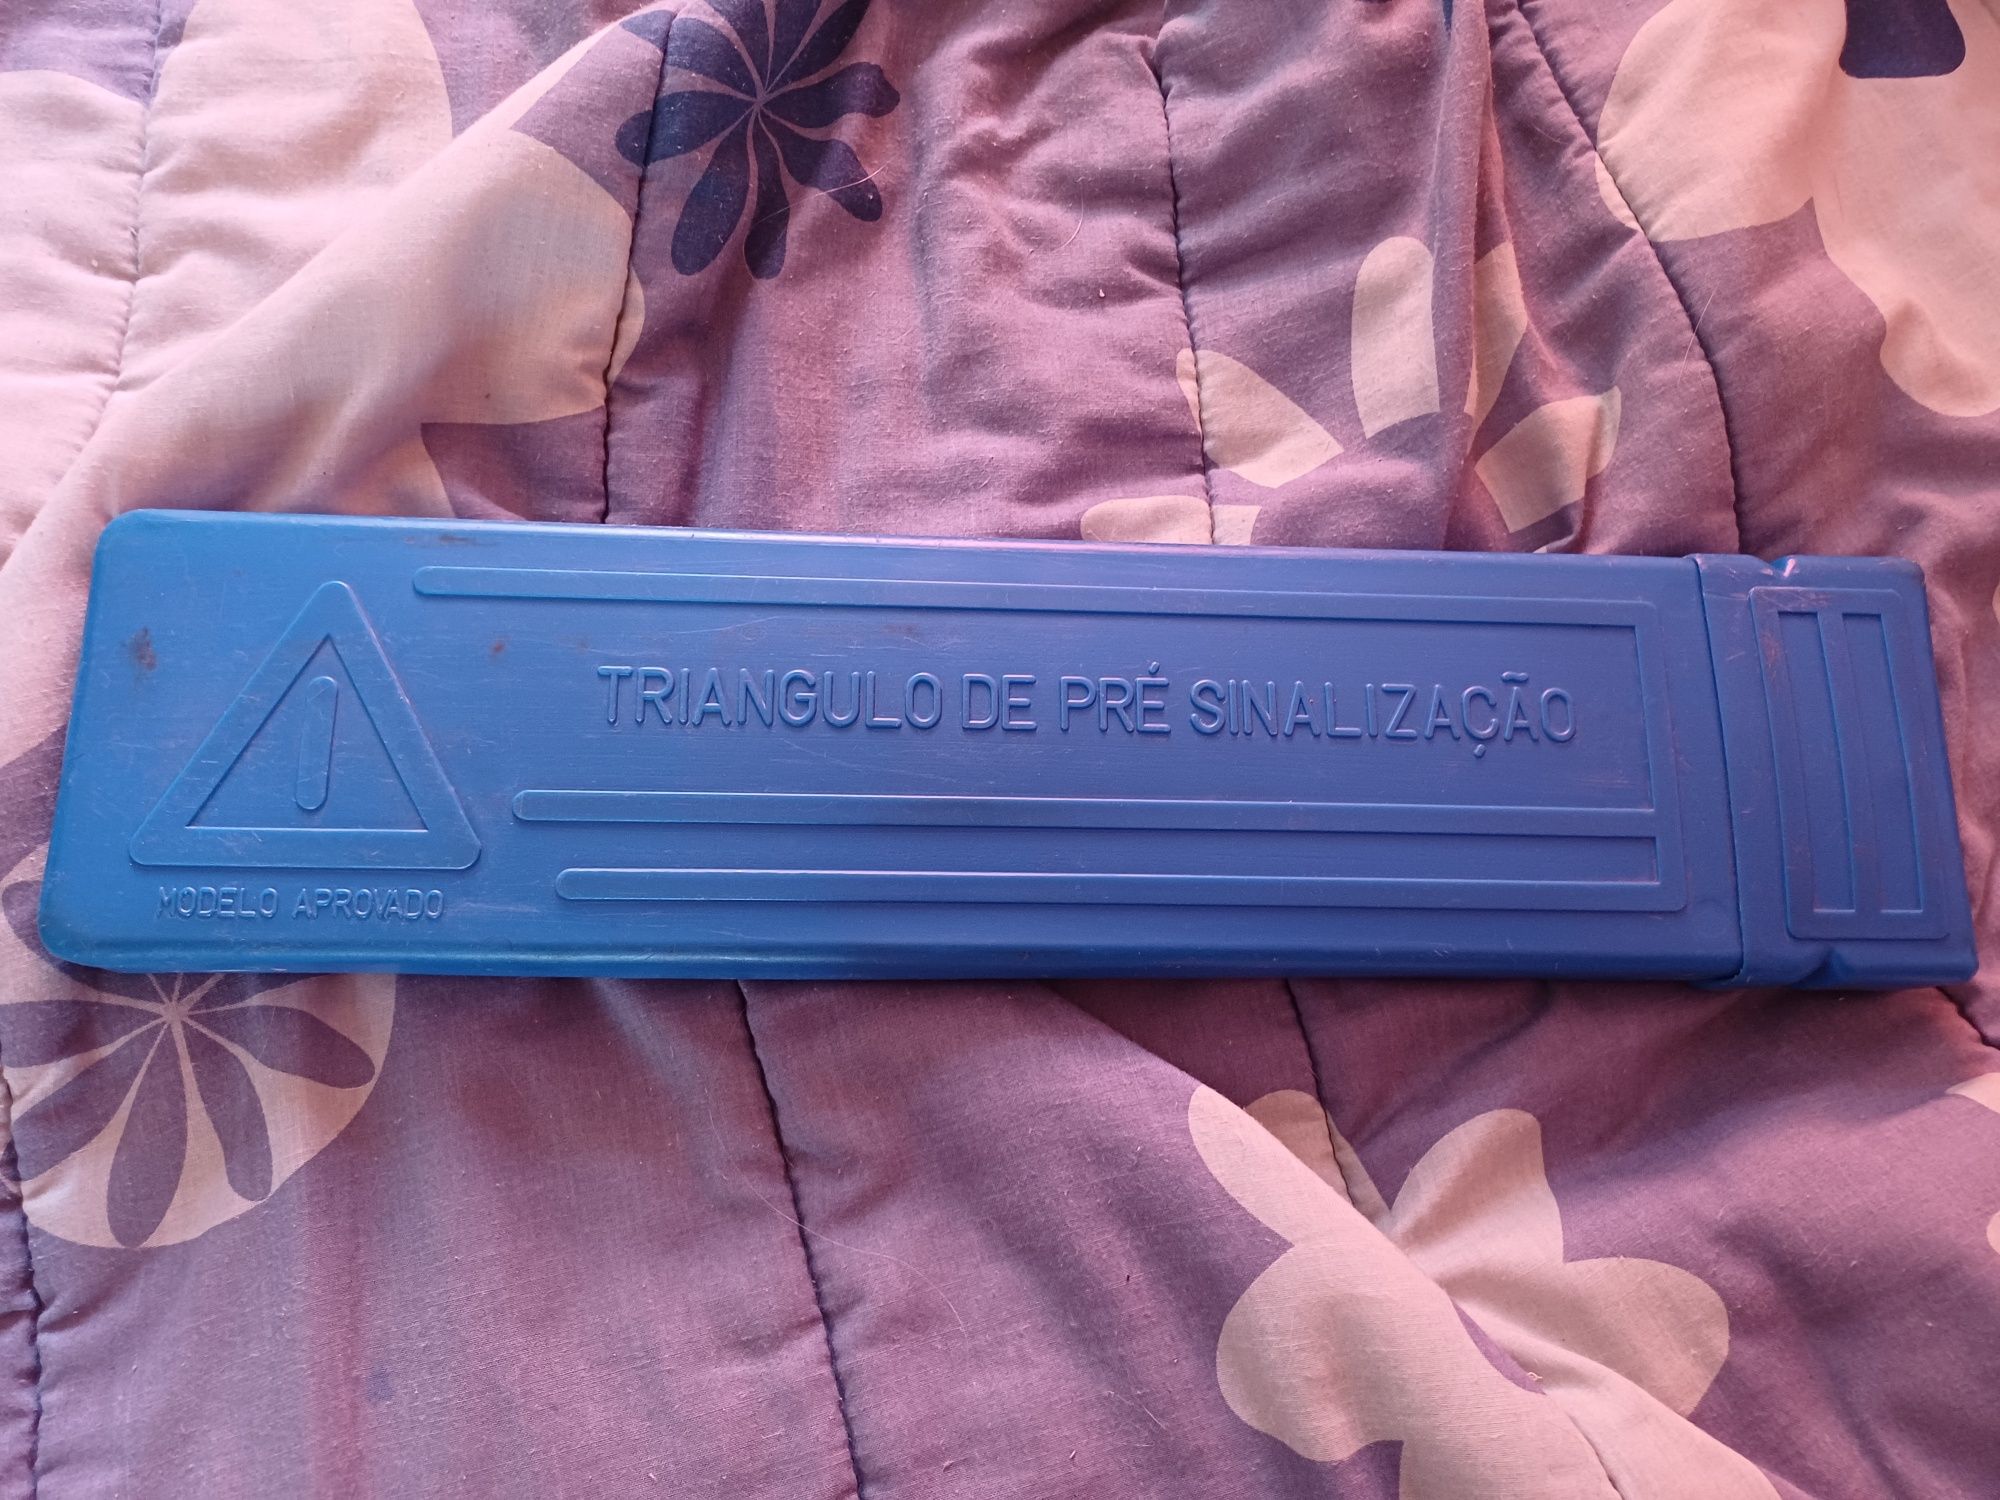 TRIANGULO DE PRÉ SINALIZAÇÃO
MODELO APROVADO